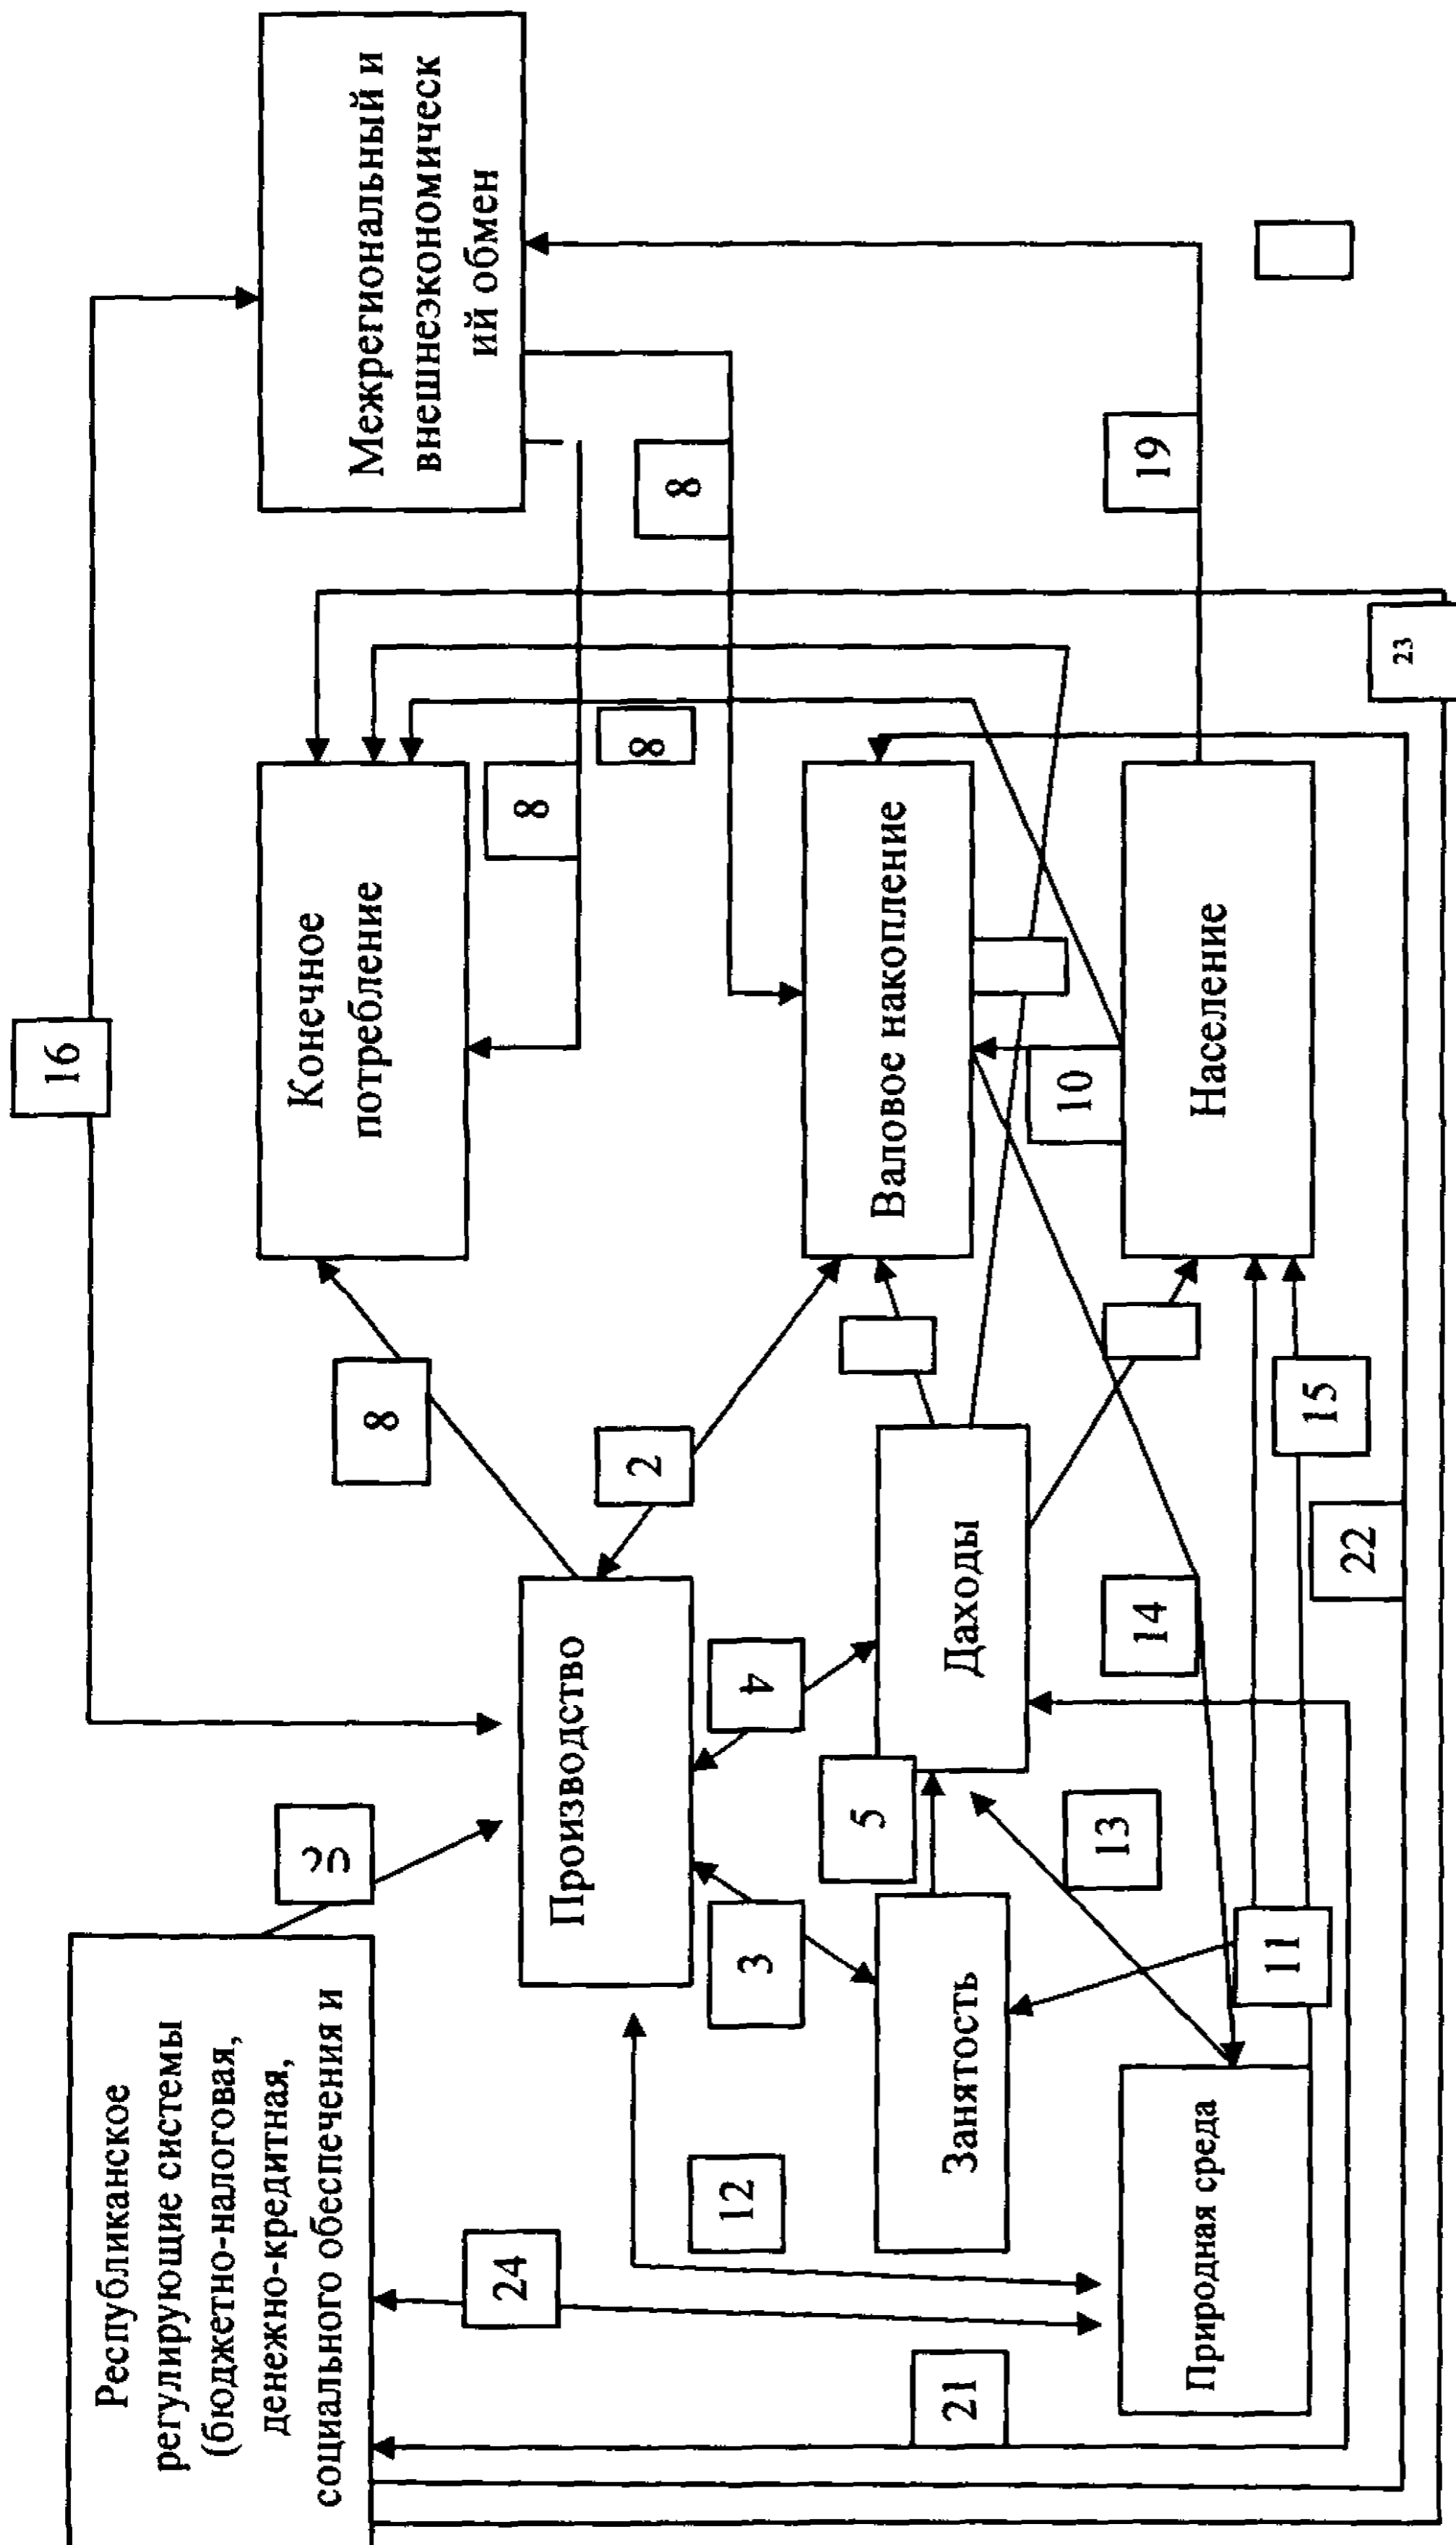 16
Республиканское
регулирующие системы
(бюджетно-налоговая,
денежно-кредитная,
социального обеспечения и
Конечное
потребление
Межрегиональный и
внешнеэкономическ
ий обмен
8
24
8
Производство
2
8
8
12
3
4
5
Валовое накопление
21
Занятость
Даходы
10
13
14
19
Природная среда
Население
11
15
22
23